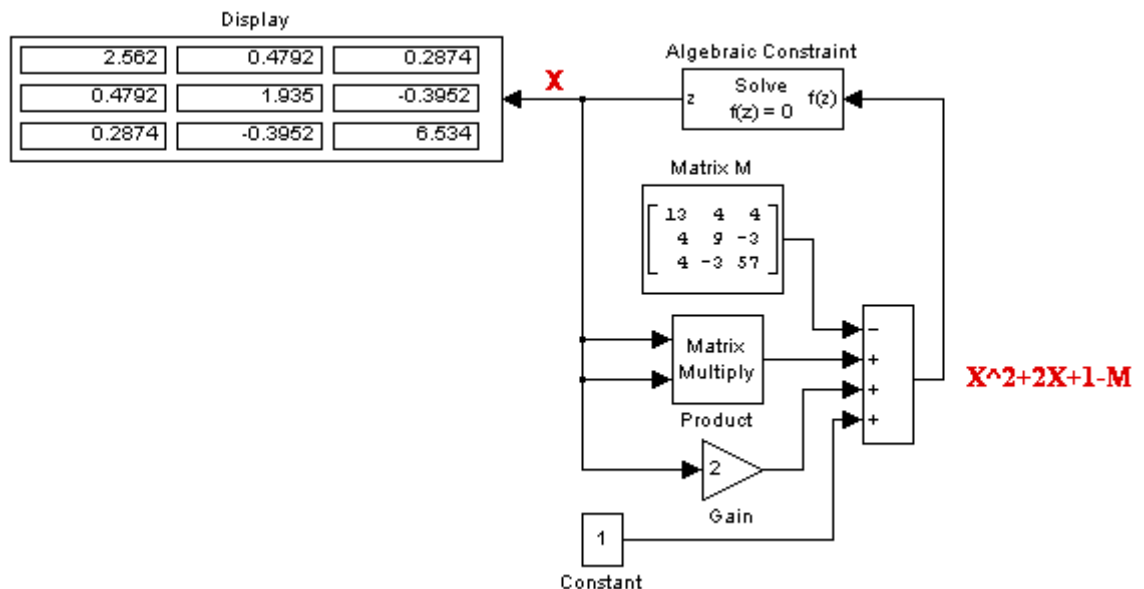 Display
2.562 0.4792 0.2874
0.4792 1.935 -0.3952
0.2874 -0.3952 6.534
X
Algebraic Constraint
z Solve f(z) = 0 f(z)
Matrix M
13 4 4
4 9 -3
4 -3 57
Matrix
Multiply
Product
2
Gain
1
Constant
−
+
+
+
X^2+2X+1-M